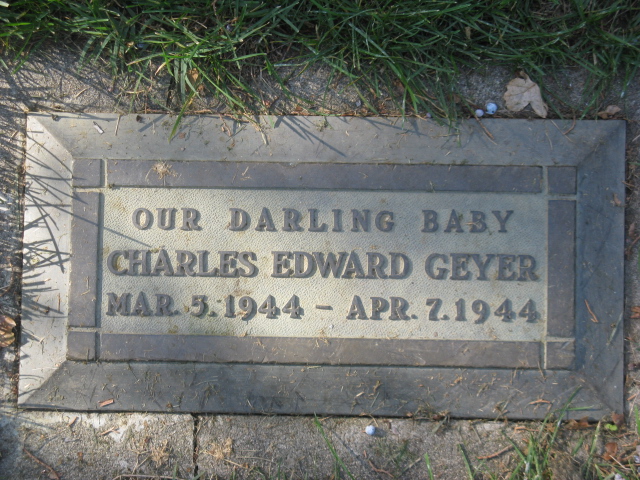 OUR DARLING BABY
CHARLES EDWARD GEYER
MAR. 5. 1944 - APR. 7. 1944